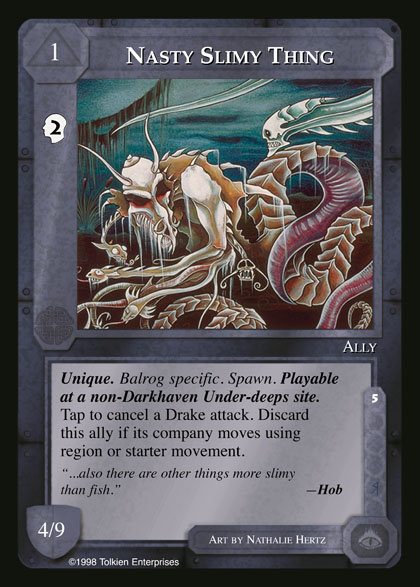 1
NASTY SLIMY THING
2
ALLY
Unique. Balrog specific. Spawn. Playable
at a non-Darkhaven Under-deeps site.
Tap to cancel a Drake attack. Discard
this ally if its company moves using
region or starter movement.
“...also there are other things more slimy
than fish.” –Hob
5
4/9
ART BY NATHALIE HERTZ
©1998 Tolkien Enterprises